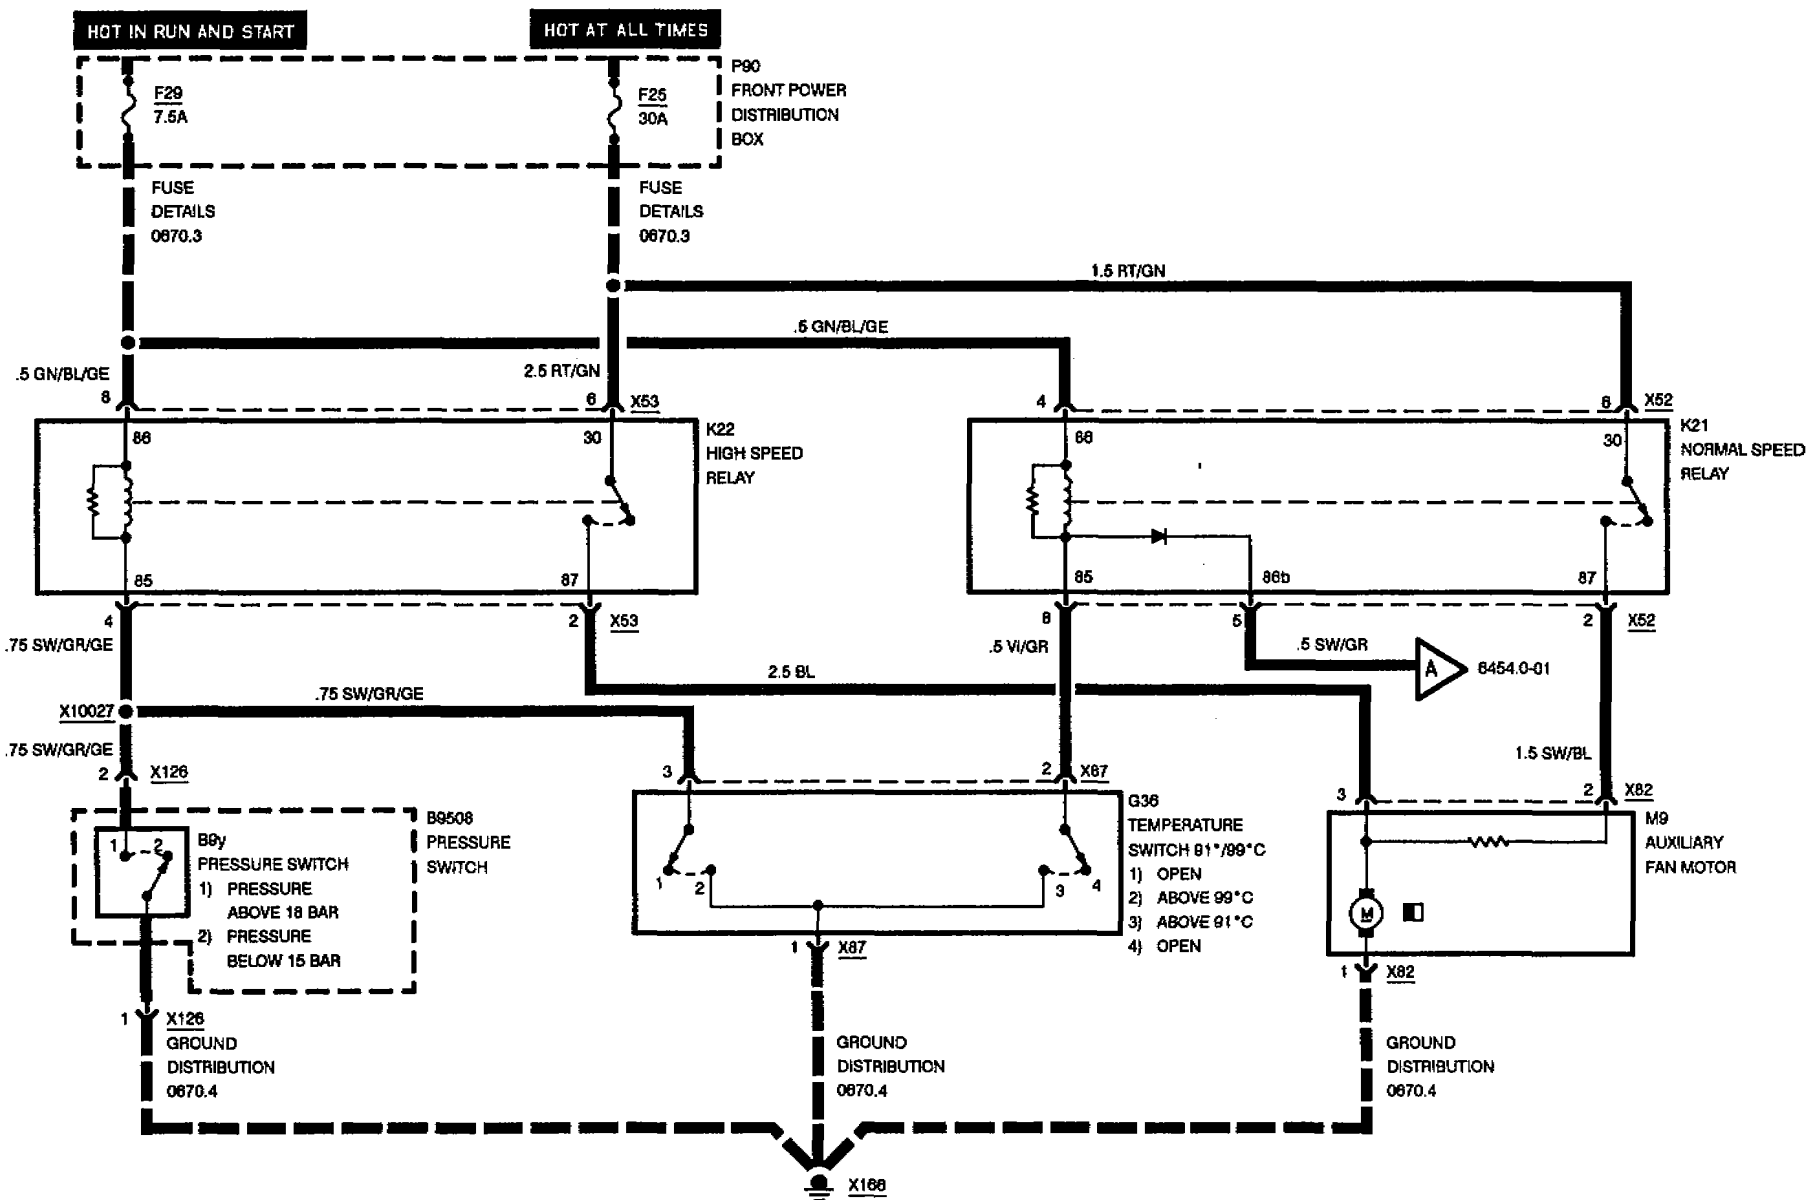 HOT IN RUN AND START
HOT AT ALL TIMES
F29
7.5A
F25
30A
P90
FRONT POWER
DISTRIBUTION
BOX
FUSE
DETAILS
0670.3
FUSE
DETAILS
0670.3
1.5 RT/GN
.5 GN/BL/GE
.5 GN/BL/GE
2.5 RT/GN
8
6
X53
4
6
X52
86
30
K22
HIGH SPEED
RELAY
86
30
K21
NORMAL SPEED
RELAY
85
87
85
86b
87
4
2
X53
8
5
2
X52
.75 SW/GR/GE
.5 VI/GR
.5 SW/GR
A
6454.0-01
2.5 BL
.75 SW/GR/GE
X10027
.75 SW/GR/GE
1.5 SW/BL
2
X126
3
2
X87
3
2
X82
B9508
PRESSURE
SWITCH
1
2
B9y
PRESSURE SWITCH
1) PRESSURE
ABOVE 18 BAR
2) PRESSURE
BELOW 15 BAR
1
2
3
4
G36
TEMPERATURE
SWITCH 91°/99°C
1) OPEN
2) ABOVE 99°C
3) ABOVE 91°C
4) OPEN
M9
AUXILIARY
FAN MOTOR
M
1
X126
1
X87
1
X82
GROUND
DISTRIBUTION
0670.4
GROUND
DISTRIBUTION
0670.4
GROUND
DISTRIBUTION
0670.4
X166